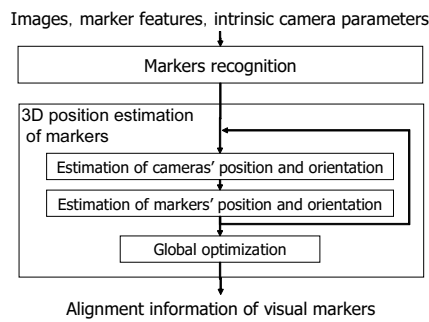 Images, marker features, intrinsic camera parameters
Markers recognition
3D position estimation
of markers
Estimation of cameras' position and orientation
Estimation of markers' position and orientation
Global optimization
Alignment information of visual markers